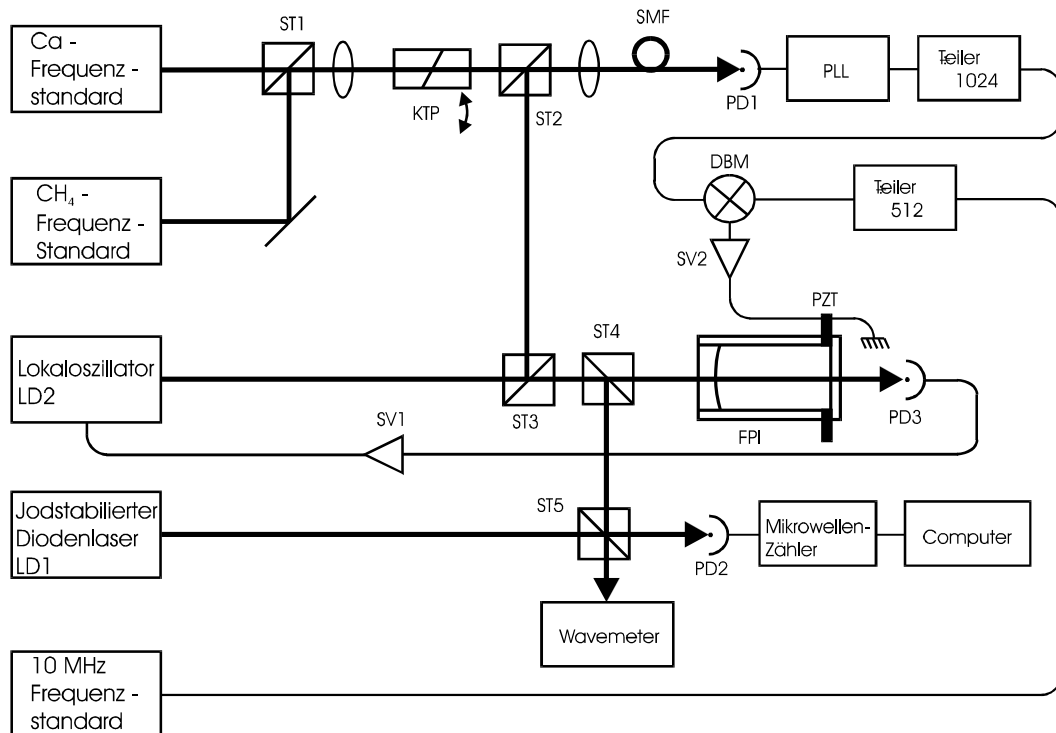 Ca -
Frequenz -
standard
ST1
KTP
ST2
SMF
PD1
PLL
Teiler
1024
CH₄ -
Frequenz -
Standard
DBM
Teiler
512
SV2
PZT
Lokaloszillator
LD2
ST3
ST4
FPI
PD3
SV1
Jodstabilierter
Diodenlaser
LD1
ST5
PD2
Mikrowellen-
Zähler
Computer
Wavemeter
10 MHz
Frequenz -
standard